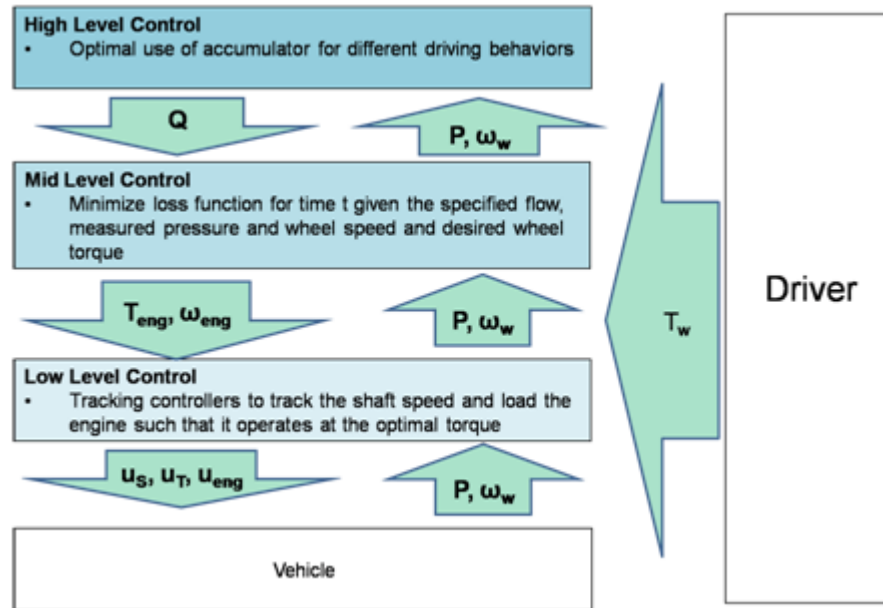 High Level Control
• Optimal use of accumulator for different driving behaviors
Q
P, ωw
Mid Level Control
• Minimize loss function for time t given the specified flow,
measured pressure and wheel speed and desired wheel
torque
Teng, ωeng
P, ωw
Low Level Control
• Tracking controllers to track the shaft speed and load the
engine such that it operates at the optimal torque
uS, uT, ueng
P, ωw
Vehicle
Tw
Driver